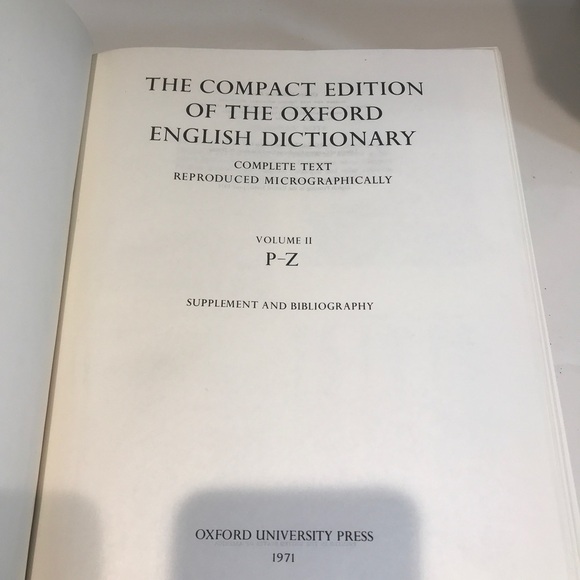 THE COMPACT EDITION
OF THE OXFORD
ENGLISH DICTIONARY
COMPLETE TEXT
REPRODUCED MICROGRAPHICALLY
VOLUME II
P–Z
SUPPLEMENT AND BIBLIOGRAPHY
OXFORD UNIVERSITY PRESS
1971